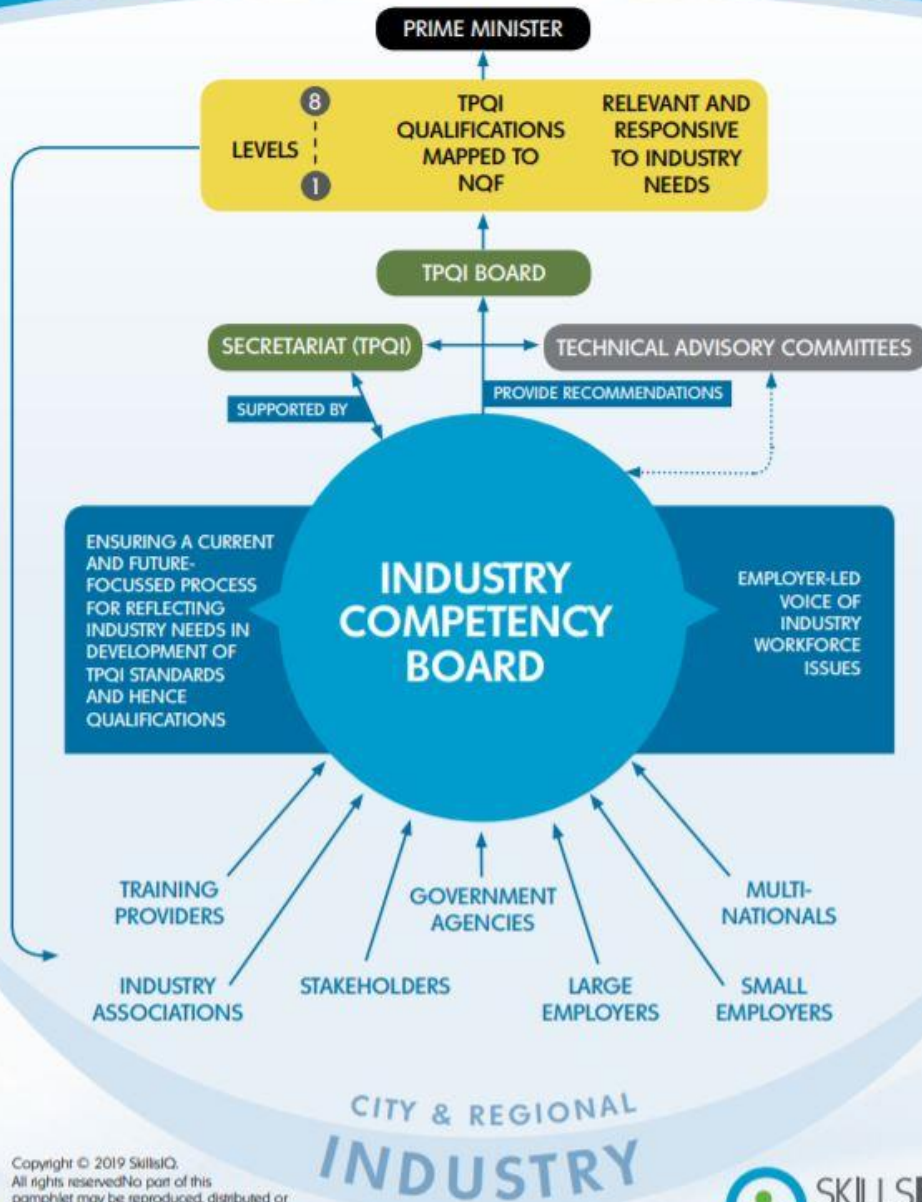 PRIME MINISTER
8
LEVELS
1
TPQI
QUALIFICATIONS
MAPPED TO
NQF
RELEVANT AND
RESPONSIVE
TO INDUSTRY
NEEDS
TPQI BOARD
SECRETARIAT (TPQI)
TECHNICAL ADVISORY COMMITTEES
SUPPORTED BY
PROVIDE RECOMMENDATIONS
ENSURING A CURRENT
AND FUTURE-
FOCUSSED PROCESS
FOR REFLECTING
INDUSTRY NEEDS IN
DEVELOPMENT OF
TPQI STANDARDS
AND HENCE
QUALIFICATIONS
INDUSTRY
COMPETENCY
BOARD
EMPLOYER-LED
VOICE OF
INDUSTRY
WORKFORCE
ISSUES
TRAINING
PROVIDERS
GOVERNMENT
AGENCIES
MULTI-
NATIONALS
INDUSTRY
ASSOCIATIONS
STAKEHOLDERS
LARGE
EMPLOYERS
SMALL
EMPLOYERS
CITY & REGIONAL
INDUSTRY
Copyright © 2019 SkillsIQ.
All rights reservedNo part of this
pamphlet may be reproduced, distributed or